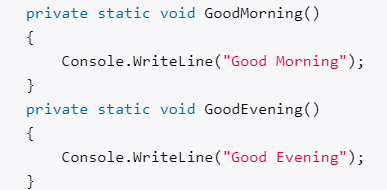 private static void GoodMorning()
{
    Console.WriteLine("Good Morning");
}
private static void GoodEvening()
{
    Console.WriteLine("Good Evening");
}